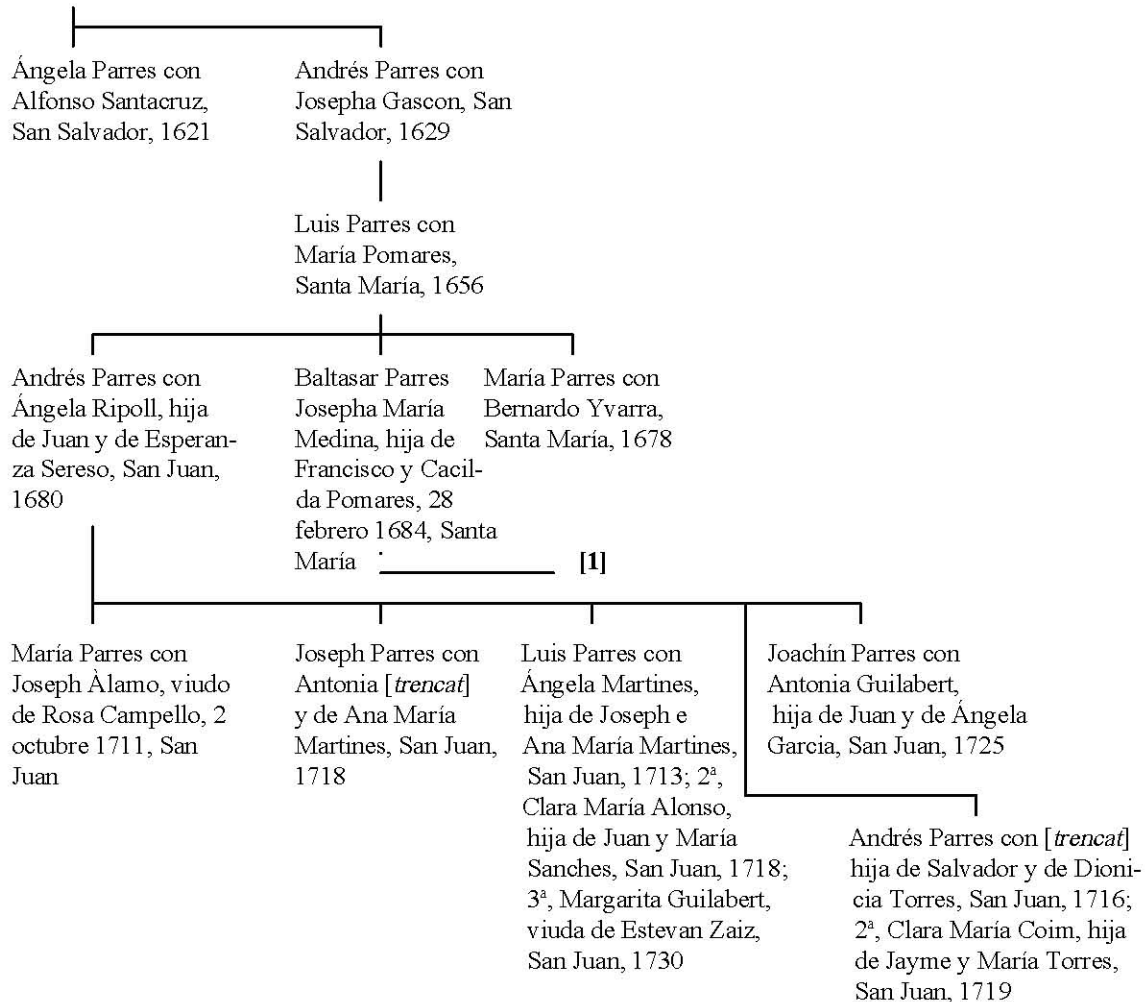 Ángela Parres con
Alfonso Santacruz,
San Salvador, 1621
Andrés Parres con
Josepha Gascon, San
Salvador, 1629
Luis Parres con
María Pomares,
Santa María, 1656
Andrés Parres con
Ángela Ripoll, hija
de Juan y de Esperan-
za Sereso, San Juan,
1680
Baltasar Parres
Josepha María
Medina, hija de
Francisco y Cacil-
da Pomares, 28
febrero 1684, Santa
María
[1]
María Parres con
Bernardo Yvarra,
Santa María, 1678
María Parres con
Joseph Àlamo, viudo
de Rosa Campello, 2
octubre 1711, San
Juan
Joseph Parres con
Antonia [trencat]
y de Ana María
Martines, San Juan,
1718
Luis Parres con
Ángela Martines,
hija de Joseph e
Ana María Martines,
San Juan, 1713; 2ª,
Clara María Alonso,
hija de Juan y María
Sanches, San Juan, 1718;
3ª, Margarita Guilabert,
viuda de Estevan Zaiz,
San Juan, 1730
Joachín Parres con
Antonia Guilabert,
hija de Juan y de Ángela
Garcia, San Juan, 1725
Andrés Parres con [trencat]
hija de Salvador y de Dioni-
cia Torres, San Juan, 1716;
2ª, Clara María Coim, hija
de Jayme y María Torres,
San Juan, 1719